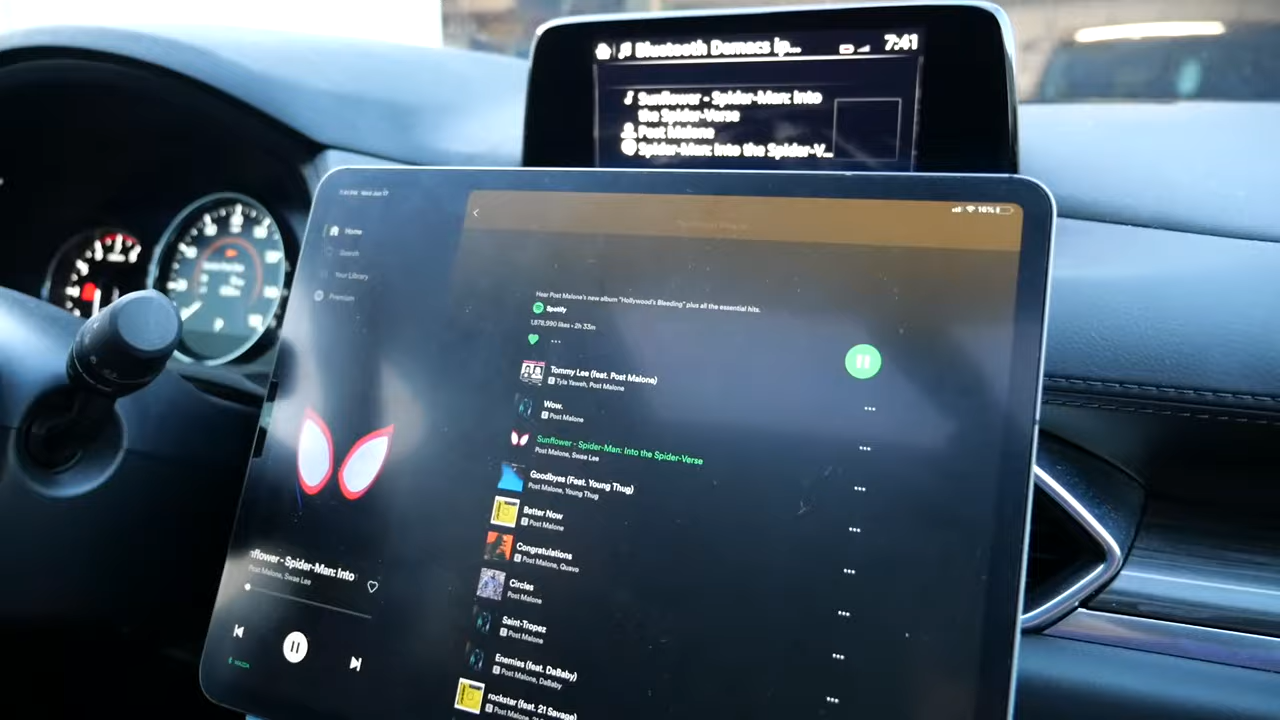 Bluetooth Demacs ip...
7:41
Sunflower - Spider-Man: Into
the Spider-Verse
Post Malone
Spider-Man: Into the Spider-V...
16%
Home
Search
Your Library
Premium
Hear Post Malone's new album "Hollywood's Bleeding" plus all the essential hits.
Spotify
1,878,990 likes • 2h 33m
Tommy Lee (feat. Post Malone)
E Tyla Yaweh, Post Malone
Wow.
E Post Malone
Sunflower - Spider-Man: Into the Spider-Verse
Post Malone, Swae Lee
Goodbyes (Feat. Young Thug)
Post Malone, Young Thug
Better Now
E Post Malone
Congratulations
E Post Malone, Quavo
Circles
Post Malone
Saint-Tropez
E Post Malone
Enemies (feat. DaBaby)
E Post Malone, DaBaby
rockstar (feat. 21 Savage)
nflower - Spider-Man: Into
Post Malone, Swae Lee
MAZDA